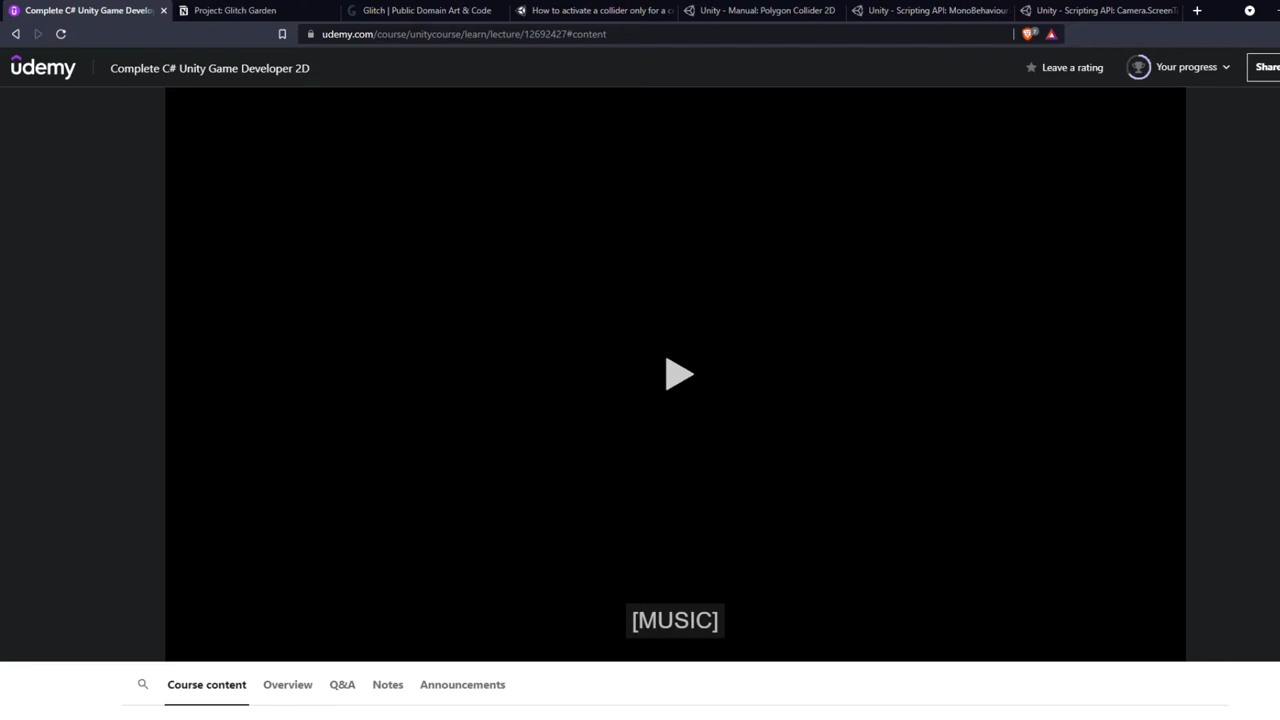 Complete C# Unity Game Develo
Project: Glitch Garden
Glitch | Public Domain Art & Code
How to activate a collider only for a c
Unity - Manual: Polygon Collider 2D
Unity - Scripting API: MonoBehaviou
Unity - Scripting API: Camera.ScreenT
udemy.com/course/unitycourse/learn/lecture/12692427#content
udemy
Complete C# Unity Game Developer 2D
Leave a rating
Your progress
Share
[MUSIC]
Course content
Overview
Q&A
Notes
Announcements